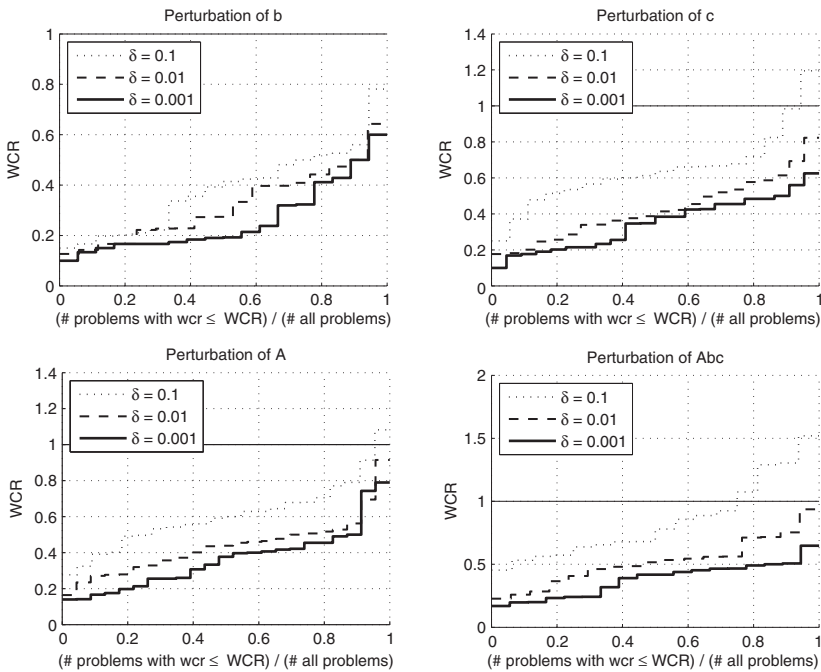 Perturbation of b
1
0.8
0.6
0.4
0.2
0
WCR
δ = 0.1
δ = 0.01
δ = 0.001
0 0.2 0.4 0.6 0.8 1
(# problems with wcr ≤ WCR) / (# all problems)
Perturbation of c
1.4
1.2
1
0.8
0.6
0.4
0.2
0
WCR
δ = 0.1
δ = 0.01
δ = 0.001
0 0.2 0.4 0.6 0.8 1
(# problems with wcr ≤ WCR) / (# all problems)
Perturbation of A
1.4
1.2
1
0.8
0.6
0.4
0.2
0
WCR
δ = 0.1
δ = 0.01
δ = 0.001
0 0.2 0.4 0.6 0.8 1
(# problems with wcr ≤ WCR) / (# all problems)
Perturbation of Abc
2
1.5
1
0.5
0
WCR
δ = 0.1
δ = 0.01
δ = 0.001
0 0.2 0.4 0.6 0.8 1
(# problems with wcr ≤ WCR) / (# all problems)